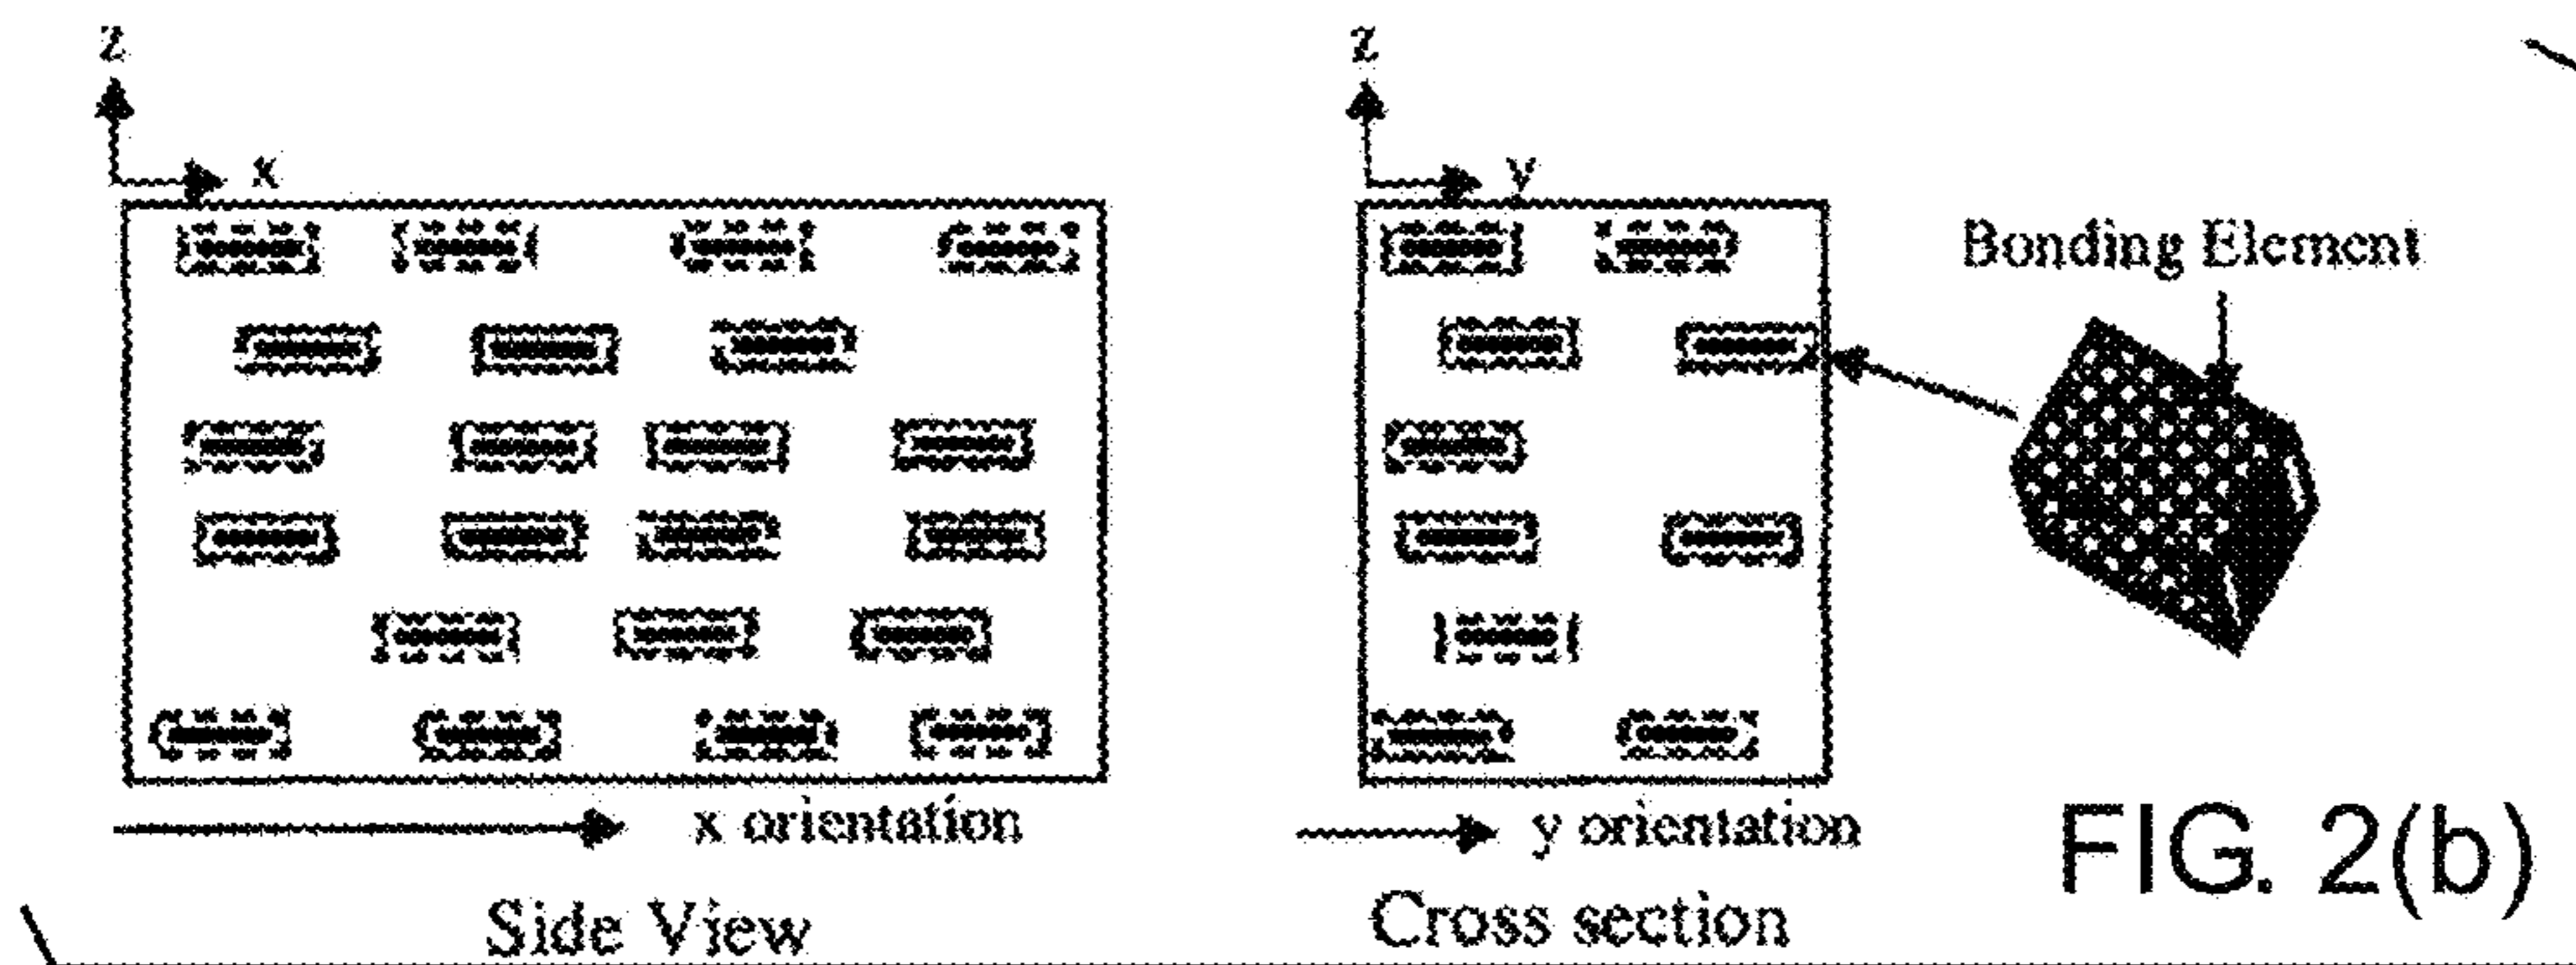 z
x
z
y
Bonding Element
x orientation
y orientation
Side View
Cross section
FIG. 2(b)